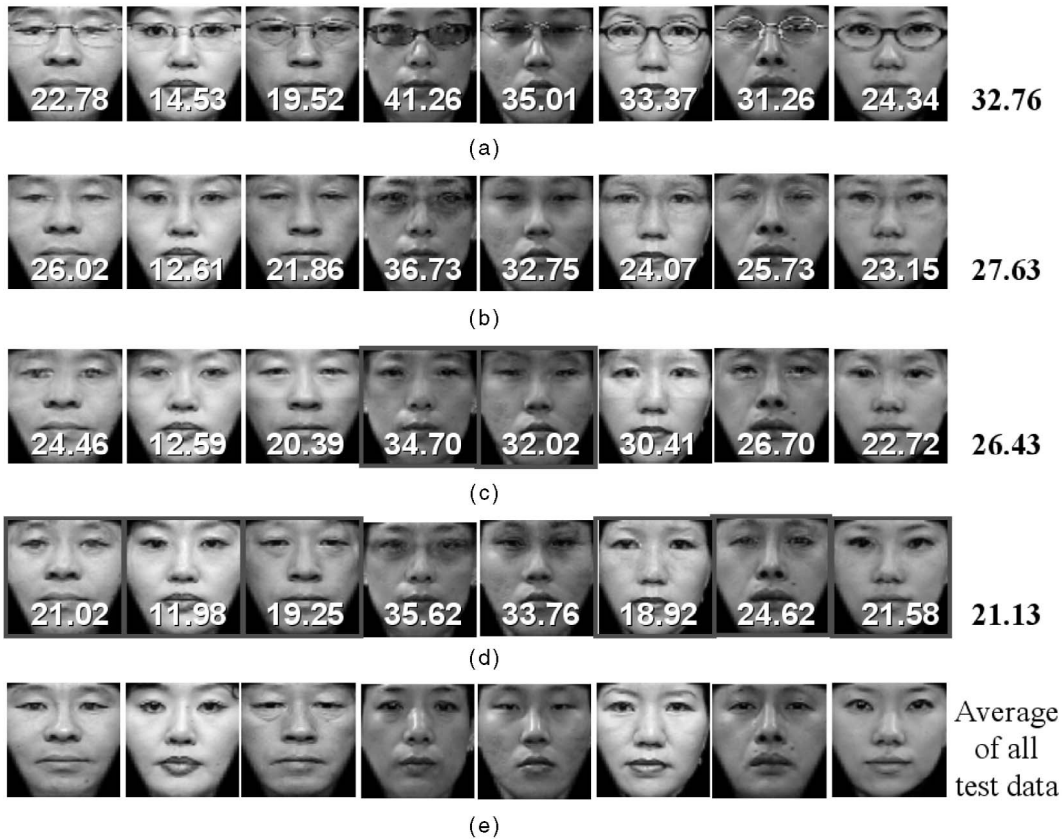 22.78 14.53 19.52 41.26 35.01 33.37 31.26 24.34 32.76
(a)
26.02 12.61 21.86 36.73 32.75 24.07 25.73 23.15 27.63
(b)
24.46 12.59 20.39 34.70 32.02 30.41 26.70 22.72 26.43
(c)
21.02 11.98 19.25 35.62 33.76 18.92 24.62 21.58 21.13
(d)
Average
of all
test data
(e)